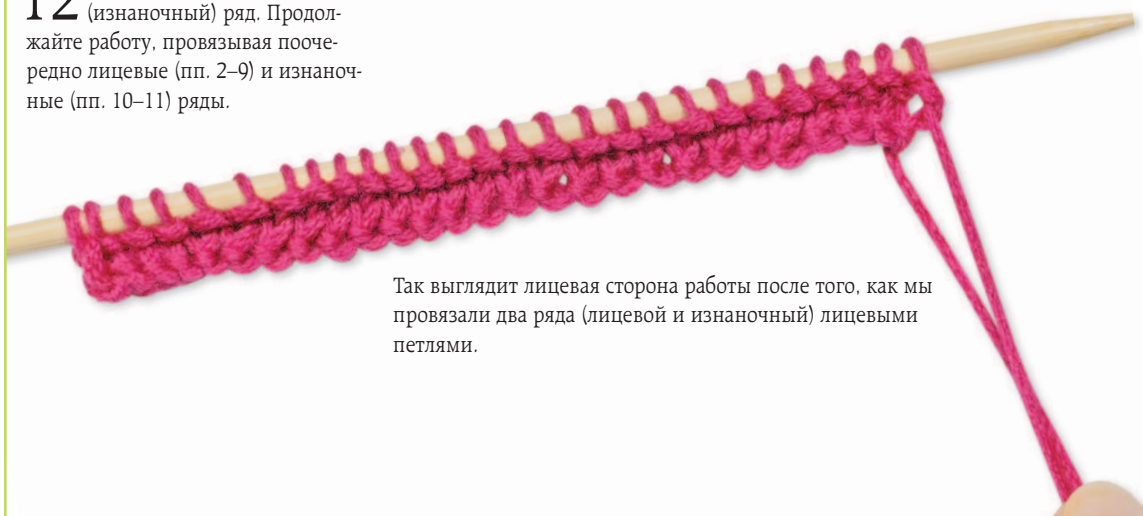 12 (изнаночный) ряд. Продол-
жайте работу, провязывая пооче-
редно лицевые (пп. 2–9) и изнаноч-
ные (пп. 10–11) ряды.
Так выглядит лицевая сторона работы после того, как мы
провязали два ряда (лицевой и изнаночный) лицевыми
петлями.